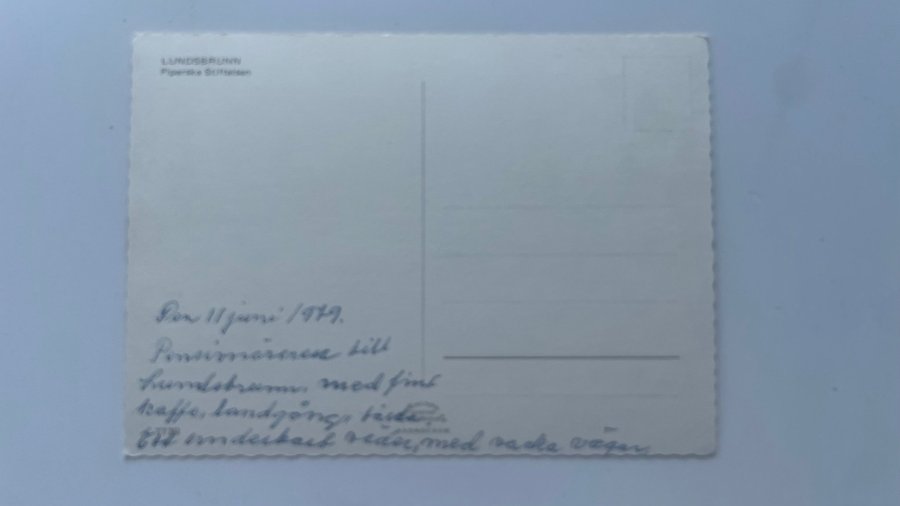 LUNDSBRUNN
Piperska Stiftelsen
Den 11 juni 1979.
till
Lundsbrunn. med fint
kaffe, landgång, tårta,
Ett underbart väder, med vackra vägar.